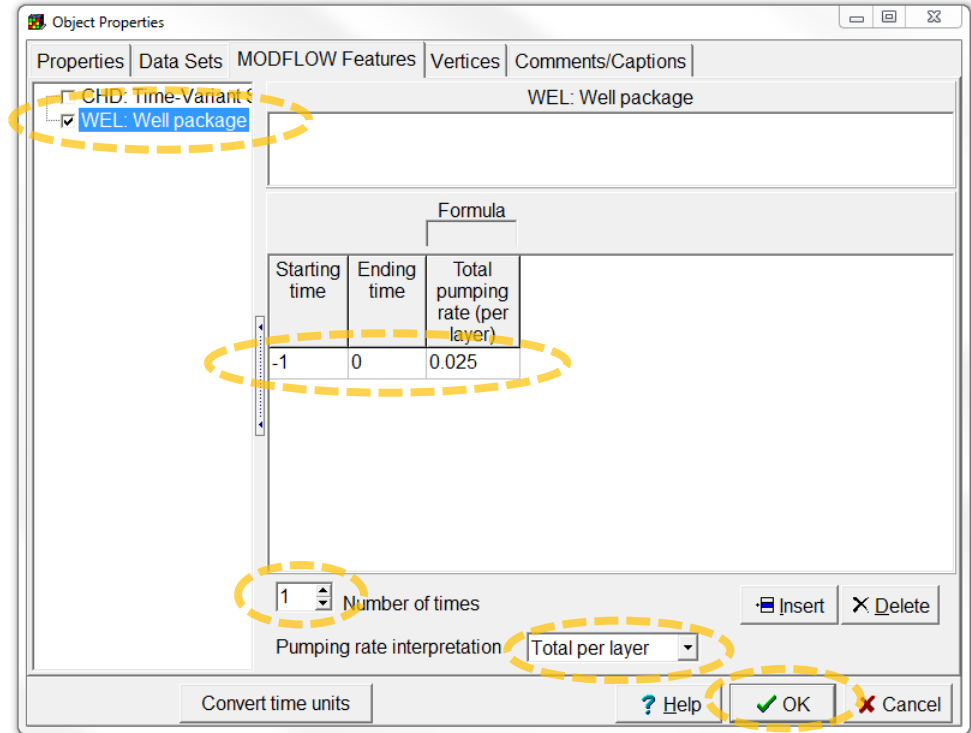 Object Properties
Properties Data Sets MODFLOW Features Vertices Comments/Captions
CHD: Time-Variant S
WEL: Well package
WEL: Well package
Formula
Starting time
Ending time
Total pumping rate (per layer)
-1 0 0.025
1 Number of times
Insert Delete
Pumping rate interpretation Total per layer
Convert time units
? Help OK Cancel